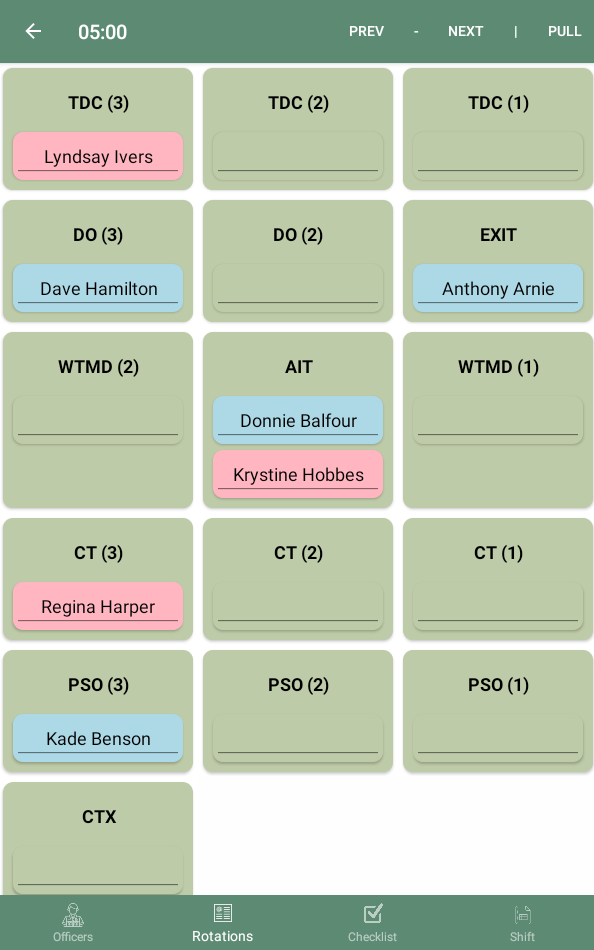 05:00 PREV - NEXT | PULL
TDC (3) TDC (2) TDC (1)
Lyndsay Ivers
DO (3) DO (2) EXIT
Dave Hamilton Anthony Arnie
WTMD (2) AIT WTMD (1)
Donnie Balfour
Krystine Hobbes
CT (3) CT (2) CT (1)
Regina Harper
PSO (3) PSO (2) PSO (1)
Kade Benson
CTX
Officers Rotations Checklist Shift